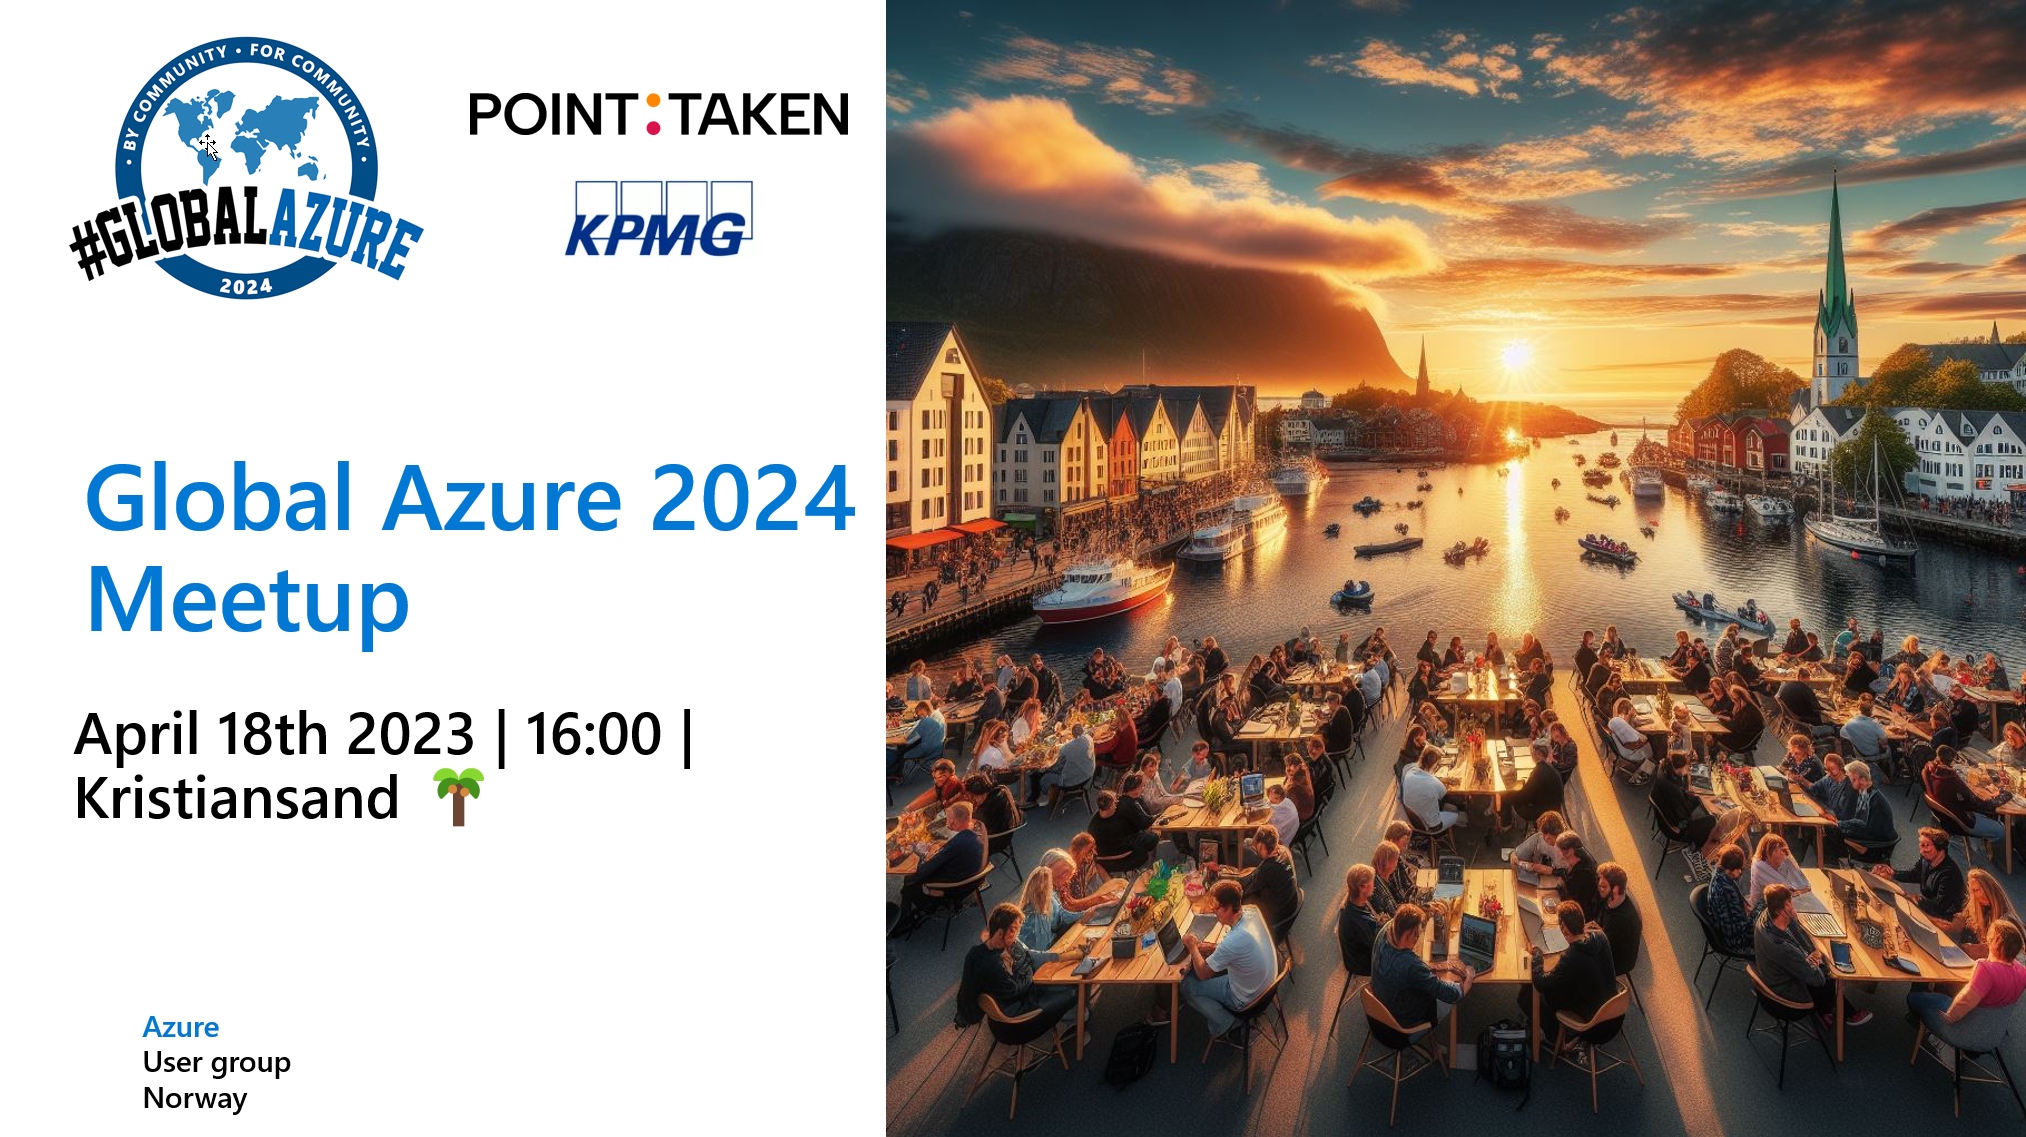 • BY COMMUNITY • FOR COMMUNITY •
#GLOBALAZURE
2024
POINT:TAKEN
KPMG
Global Azure 2024
Meetup
April 18th 2023 | 16:00 |
Kristiansand 🌴
Azure
User group
Norway